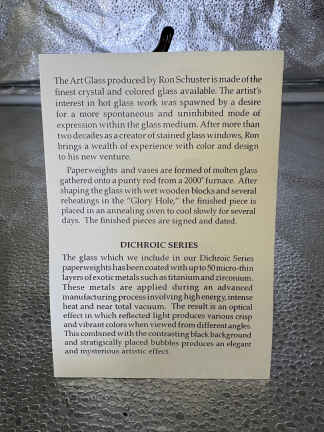 The Art Glass produced by Ron Schuster is made of the
finest crystal and colored glass available. The artist's
interest in hot glass work was spawned by a desire
for a more spontaneous and uninhibited mode of
expression within the glass medium. After more than
two decades as a creator of stained glass windows, Ron
brings a wealth of experience with color and design
to his new venture.
Paperweights and vases are formed of molten glass
gathered onto a punty rod from a 2000° furnace. After
shaping the glass with wet wooden blocks and several
reheatings in the "Glory Hole," the finished piece is
placed in an annealing oven to cool slowly for several
days. The finished pieces are signed and dated.
DICHROIC SERIES
The glass which we include in our Dichroic Series
paperweights has been coated with up to 50 micro-thin
layers of exotic metals such as titanium and zirconium.
These metals are applied during an advanced
manufacturing process involving high energy, intense
heat and near total vacuum. The result is an optical
effect in which reflected light produces various crisp
and vibrant colors when viewed from different angles.
This combined with the contrasting black background
and stratigically placed bubbles produces an elegant
and mysterious artistic effect.